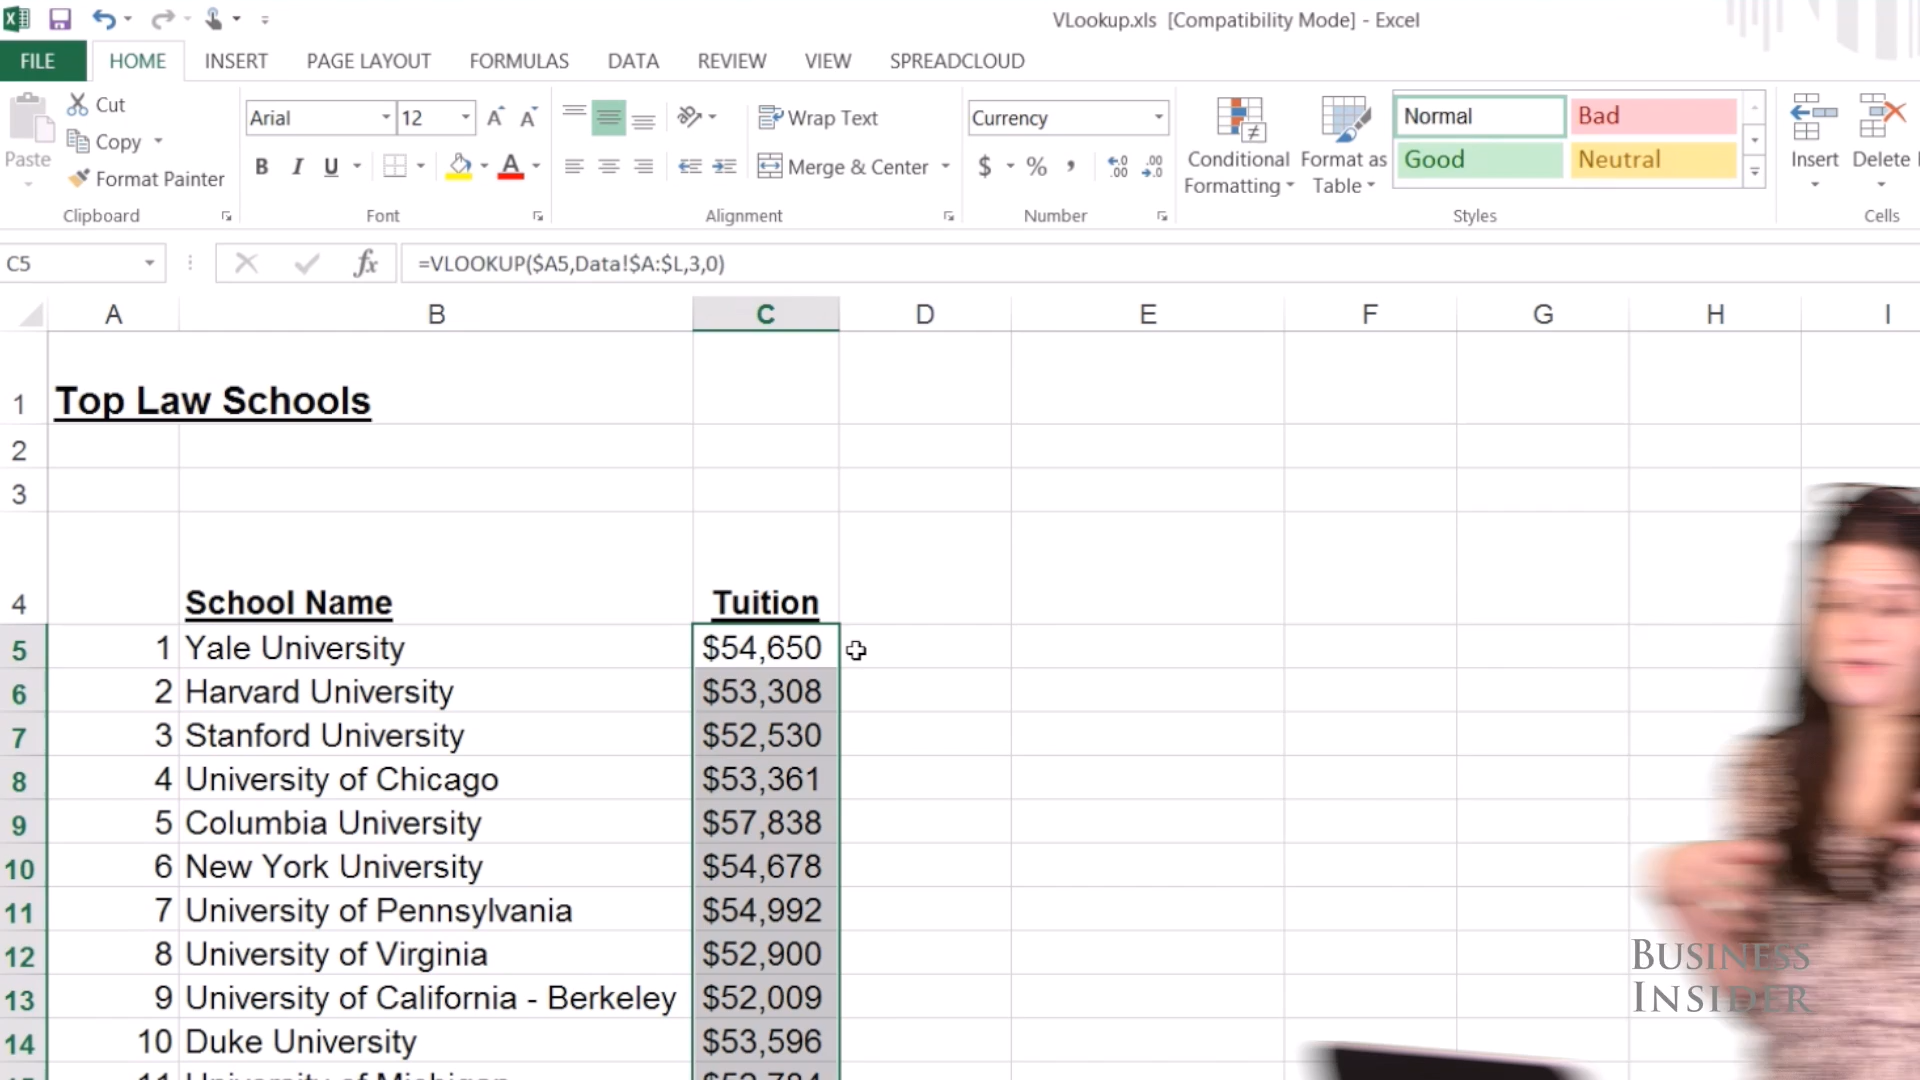 VLookup.xls [Compatibility Mode] - Excel
FILE HOME INSERT PAGE LAYOUT FORMULAS DATA REVIEW VIEW SPREADCLOUD
Paste
Cut
Copy
Format Painter
Clipboard
Arial 12
B I U
Font
Wrap Text
Merge & Center
Alignment
Currency
$ % ,
Number
Conditional
Formatting
Format as
Table
Normal Bad
Good Neutral
Styles
Insert Delete
Cells
C5 fx =VLOOKUP($A5,Data!$A:$L,3,0)
A B C D E F G H I
1 Top Law Schools
2
3
4 School Name Tuition
5 1 Yale University $54,650
6 2 Harvard University $53,308
7 3 Stanford University $52,530
8 4 University of Chicago $53,361
9 5 Columbia University $57,838
10 6 New York University $54,678
11 7 University of Pennsylvania $54,992
12 8 University of Virginia $52,900
13 9 University of California - Berkeley $52,009
14 10 Duke University $53,596
11 University of Michigan
BUSINESS
INSIDER